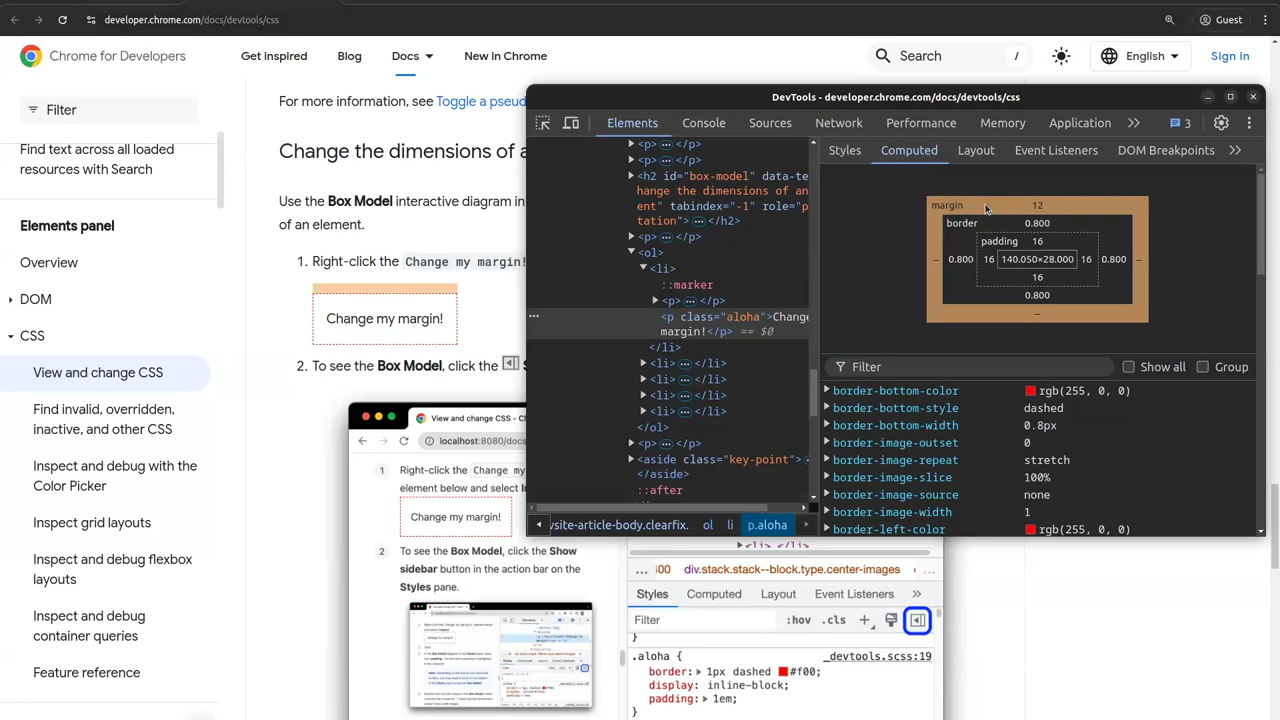 developer.chrome.com/docs/devtools/css
Guest
Chrome for Developers
Get inspired
Blog
Docs
New in Chrome
Search
/
English
Sign in
Filter
Find text across all loaded
resources with Search
Elements panel
Overview
DOM
CSS
View and change CSS
Find invalid, overridden,
inactive, and other CSS
Inspect and debug with the
Color Picker
Inspect grid layouts
Inspect and debug flexbox
layouts
Inspect and debug
container queries
Feature reference
For more information, see Toggle a pseud
Change the dimensions of a
Use the Box Model interactive diagram in
of an element.
1. Right-click the Change my margin!
Change my margin!
2. To see the Box Model, click the
View and change CSS - C
localhost:8080/docs
1 Right-click the Change my
element below and select
Change my margin!
2 To see the Box Model, click the Show
sidebar button in the action bar on the
Styles pane.
<li> </li>
div.stack.stack--block.type.center-images
Styles
Computed
Layout
Event Listeners
»
Filter
:hov
.cls
+
}
.aloha {
_devtools.scss:19
border: 1px dashed #f00;
display: inline-block;
padding: 1em;
}
DevTools - developer.chrome.com/docs/devtools/css
Elements
Console
Sources
Network
Performance
Memory
Application
»
3
<p> … </p>
<p> … </p>
<h2 id="box-model" data-te
hange the dimensions of an
ent" tabindex="-1" role="p
tation"> … </h2>
<p> … </p>
<ol>
<li>
::marker
<p> … </p>
<p class="aloha">Change
margin!</p> == $0
</li>
<li> … </li>
<li> … </li>
<li> … </li>
<li> … </li>
</ol>
<p> … </p>
<aside class="key-point">
</aside>
::after
ysite-article-body.clearfix.
ol
li
p.aloha
Styles
Computed
Layout
Event Listeners
DOM Breakpoints
»
margin
12
border
0.800
padding
16
–
0.800
16
140.050×28.000
16
0.800
–
16
0.800
–
Filter
Show all
Group
border-bottom-color rgb(255, 0, 0)
border-bottom-style dashed
border-bottom-width 0.8px
border-image-outset 0
border-image-repeat stretch
border-image-slice 100%
border-image-source none
border-image-width 1
border-left-color rgb(255, 0, 0)